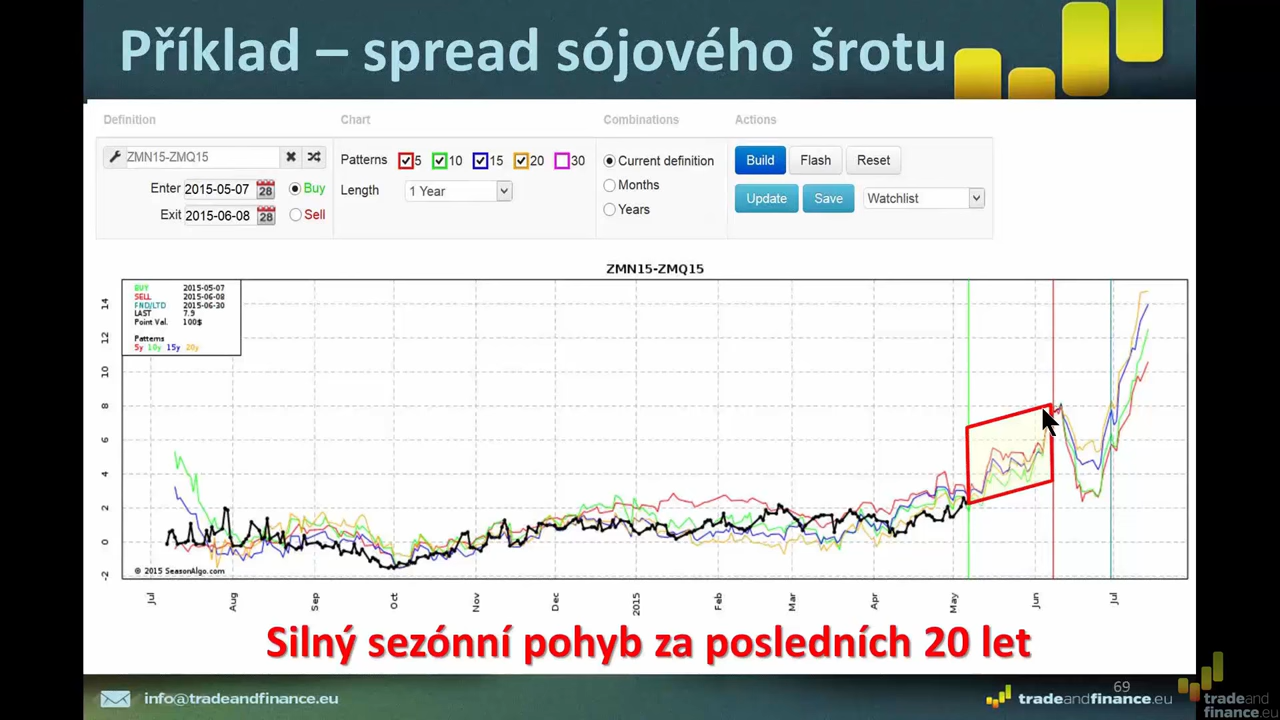 Příklad – spread sójového šrotu
Definition
Chart
Combinations
Actions
ZMN15-ZMQ15
Patterns 5 10 15 20 30
Current definition
Build Flash Reset
Enter 2015-05-07 28 Buy
Length 1 Year
Months
Exit 2015-06-08 28 Sell
Years
Update Save Watchlist
ZMN15-ZMQ15
BUY 2015-05-07
SELL 2015-06-08
FND/LTD 2015-06-30
LAST 7.9
Point Val. 100$
Patterns
5y 10y 15y 20y
14
12
10
8
6
4
2
0
-2
© 2015 SeasonAlgo.com
Jul Aug Sep Oct Nov Dec 2015 Feb Mar Apr May Jun Jul
Silný sezónní pohyb za posledních 20 let
info@tradeandfinance.eu
69
tradeandfinance.eu
tradeand
finance.eu